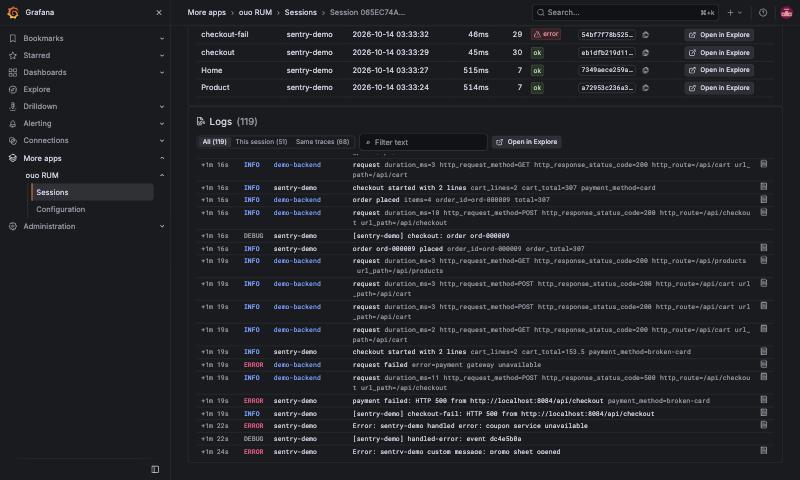 Grafana
More apps › ouo RUM › Sessions › Session 065EC74A...
Search...
⌘+k
Bookmarks
Starred
Dashboards
Explore
Drilldown
Alerting
Connections
More apps
ouo RUM
Sessions
Configuration
Administration
checkout-fail sentry-demo 2026-10-14 03:33:32 46ms 29 error 54bf7f78b525... Open in Explore
checkout sentry-demo 2026-10-14 03:33:29 45ms 30 ok eb1dfb219d11... Open in Explore
Home sentry-demo 2026-10-14 03:33:27 515ms 7 ok 7349aece259a... Open in Explore
Product sentry-demo 2026-10-14 03:33:24 514ms 7 ok a72953c236a3... Open in Explore
Logs (119)
All (119) This session (51) Same traces (68) Filter text Open in Explore
+1m 16s INFO demo-backend request duration_ms=3 http_request_method=GET http_response_status_code=200 http_route=/api/cart url_
path=/api/cart
+1m 16s INFO sentry-demo checkout started with 2 lines cart_lines=2 cart_total=307 payment_method=card
+1m 16s INFO demo-backend order placed items=4 order_id=ord-000009 total=307
+1m 16s INFO demo-backend request duration_ms=10 http_request_method=POST http_response_status_code=200 http_route=/api/checkou
t url_path=/api/checkout
+1m 16s DEBUG sentry-demo [sentry-demo] checkout: order ord-000009
+1m 16s INFO sentry-demo order ord-000009 placed order_id=ord-000009 order_total=307
+1m 19s INFO demo-backend request duration_ms=3 http_request_method=GET http_response_status_code=200 http_route=/api/products
url_path=/api/products
+1m 19s INFO demo-backend request duration_ms=3 http_request_method=POST http_response_status_code=200 http_route=/api/cart url
_path=/api/cart
+1m 19s INFO demo-backend request duration_ms=3 http_request_method=POST http_response_status_code=200 http_route=/api/cart url
_path=/api/cart
+1m 19s INFO demo-backend request duration_ms=2 http_request_method=GET http_response_status_code=200 http_route=/api/cart url_
path=/api/cart
+1m 19s INFO sentry-demo checkout started with 2 lines cart_lines=2 cart_total=153.5 payment_method=broken-card
+1m 19s ERROR demo-backend request failed error=payment gateway unavailable
+1m 19s INFO demo-backend request duration_ms=11 http_request_method=POST http_response_status_code=500 http_route=/api/checkou
t url_path=/api/checkout
+1m 19s ERROR sentry-demo payment failed: HTTP 500 from http://localhost:8084/api/checkout payment_method=broken-card
+1m 19s INFO sentry-demo [sentry-demo] checkout-fail: HTTP 500 from http://localhost:8084/api/checkout
+1m 22s ERROR sentry-demo Error: sentry-demo handled error: coupon service unavailable
+1m 22s DEBUG sentry-demo [sentry-demo] handled-error: event dc4e5b0a
+1m 24s ERROR sentry-demo Error: sentry-demo custom message: promo sheet opened